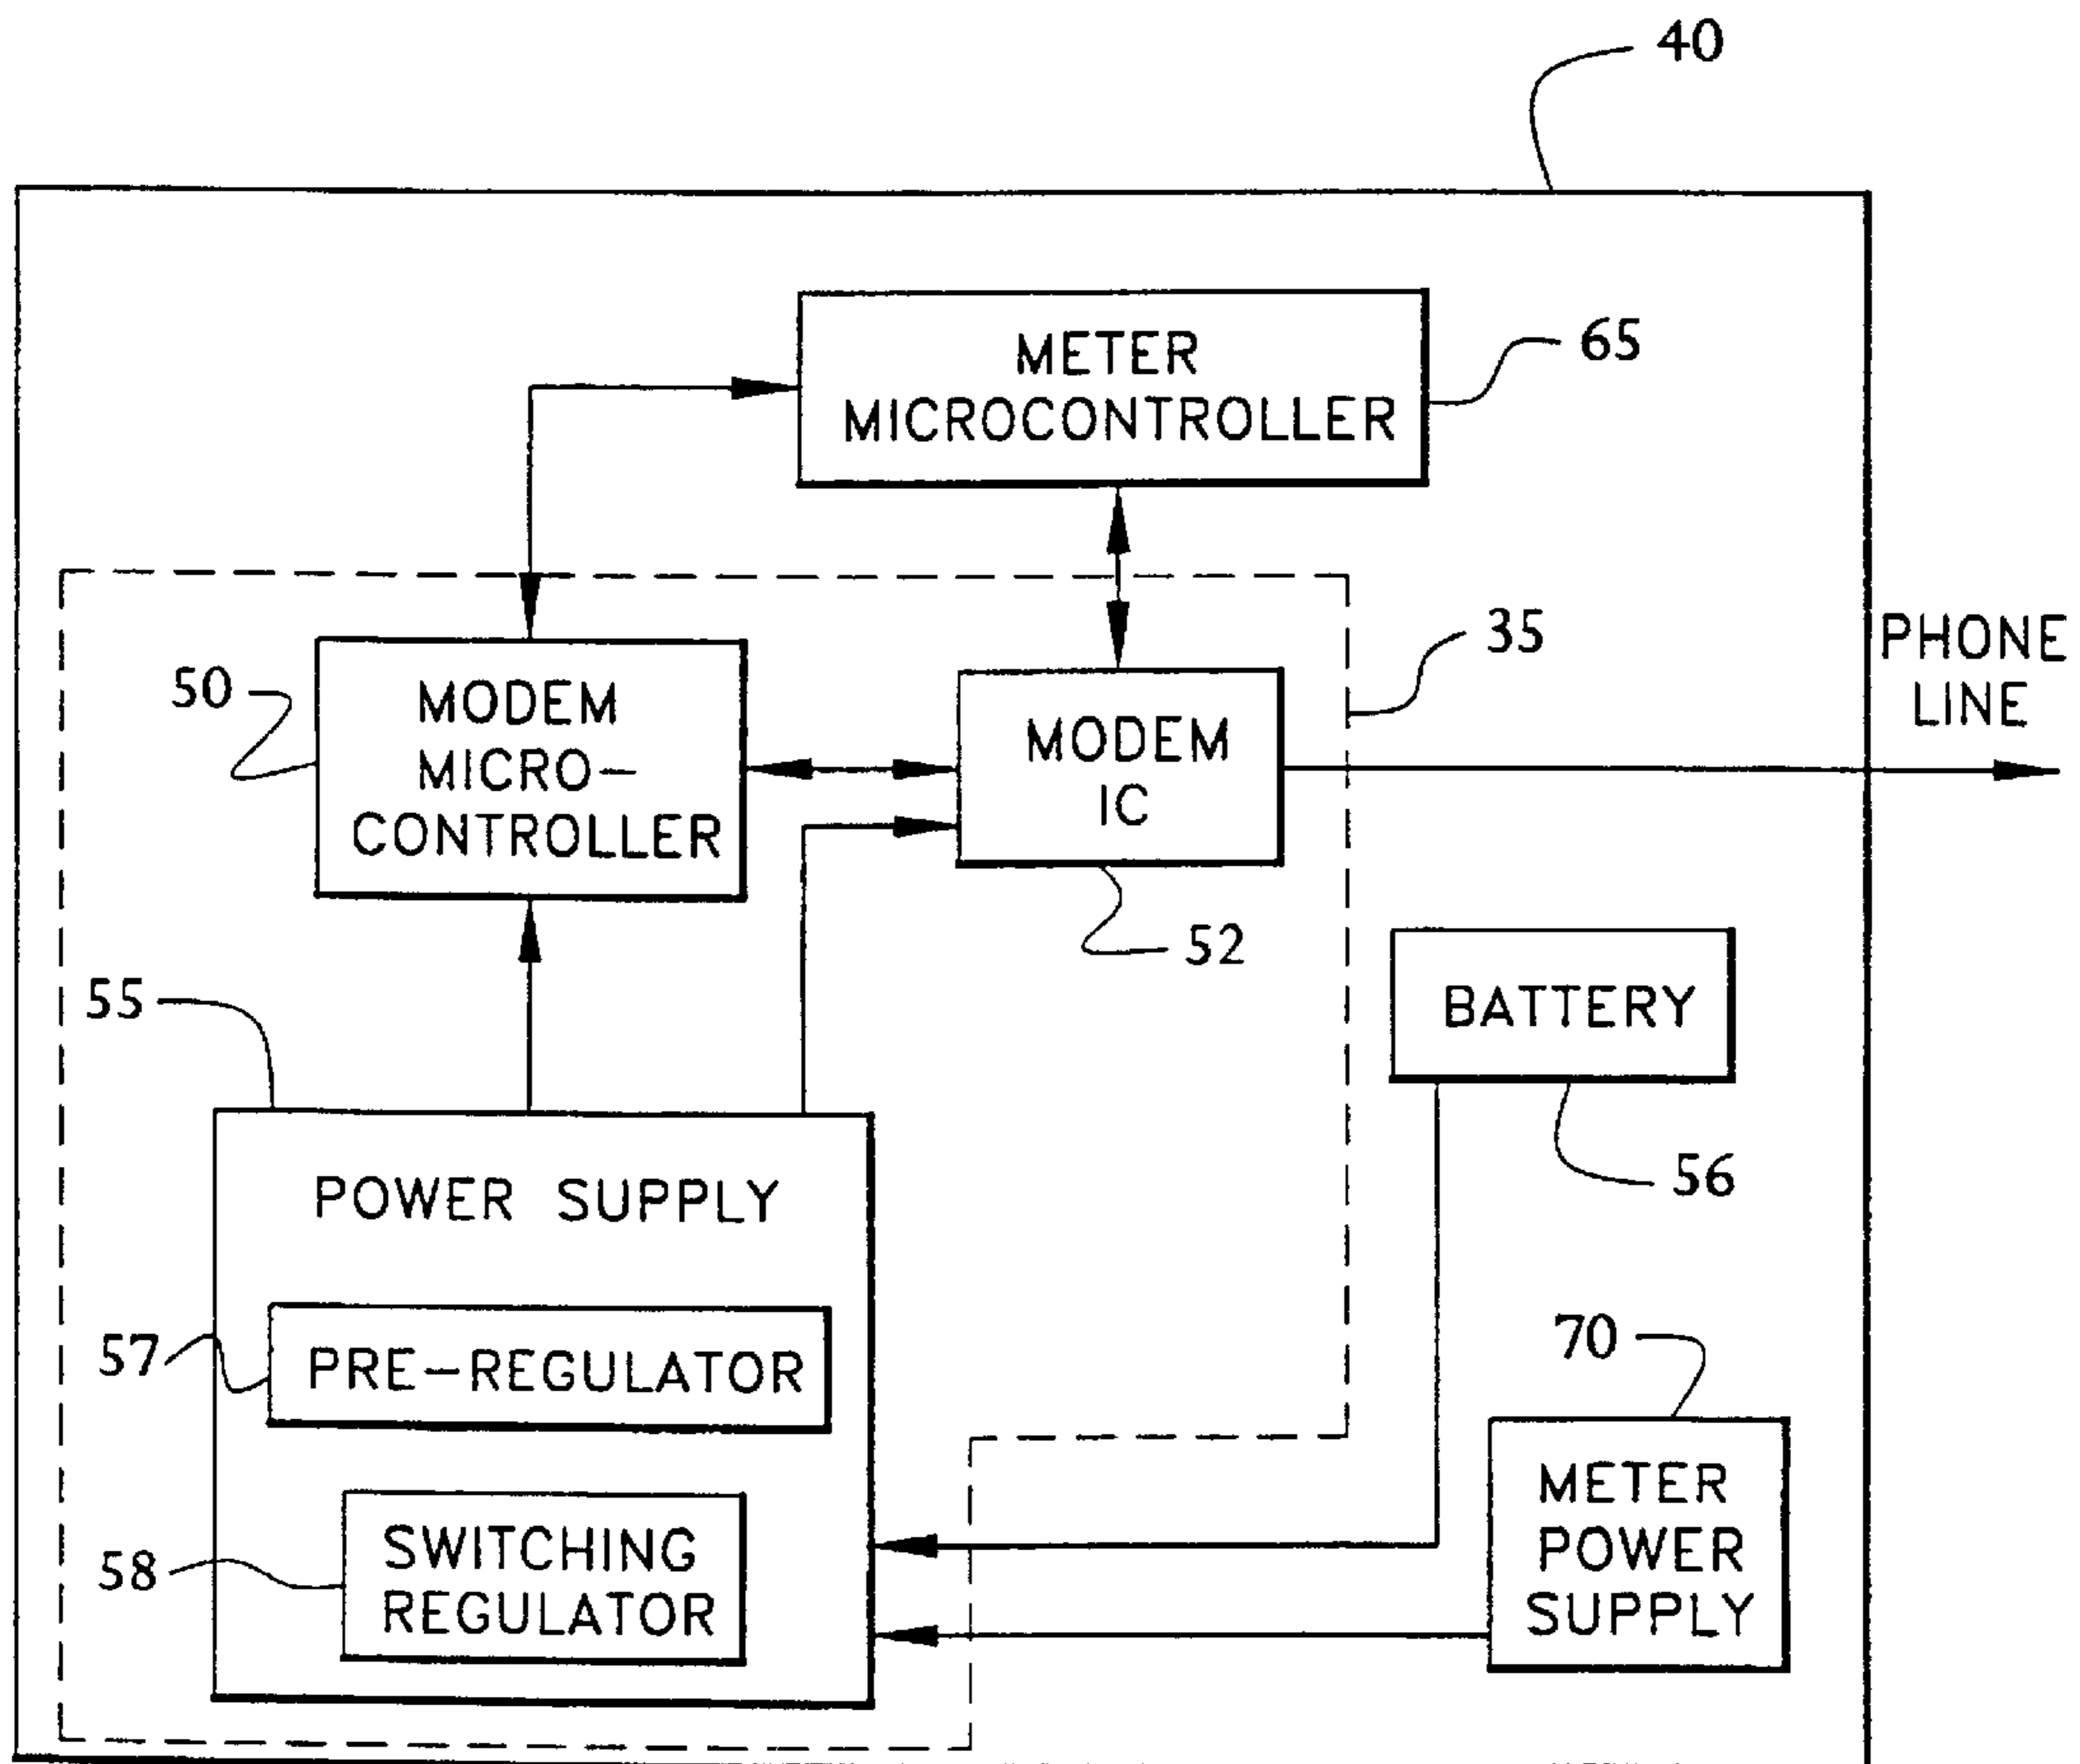 40
METER
MICROCONTROLLER
65
35
PHONE
LINE
50
MODEM
MICRO-
CONTROLLER
MODEM
IC
52
BATTERY
56
55
POWER SUPPLY
57
PRE-REGULATOR
58
SWITCHING
REGULATOR
70
METER
POWER
SUPPLY